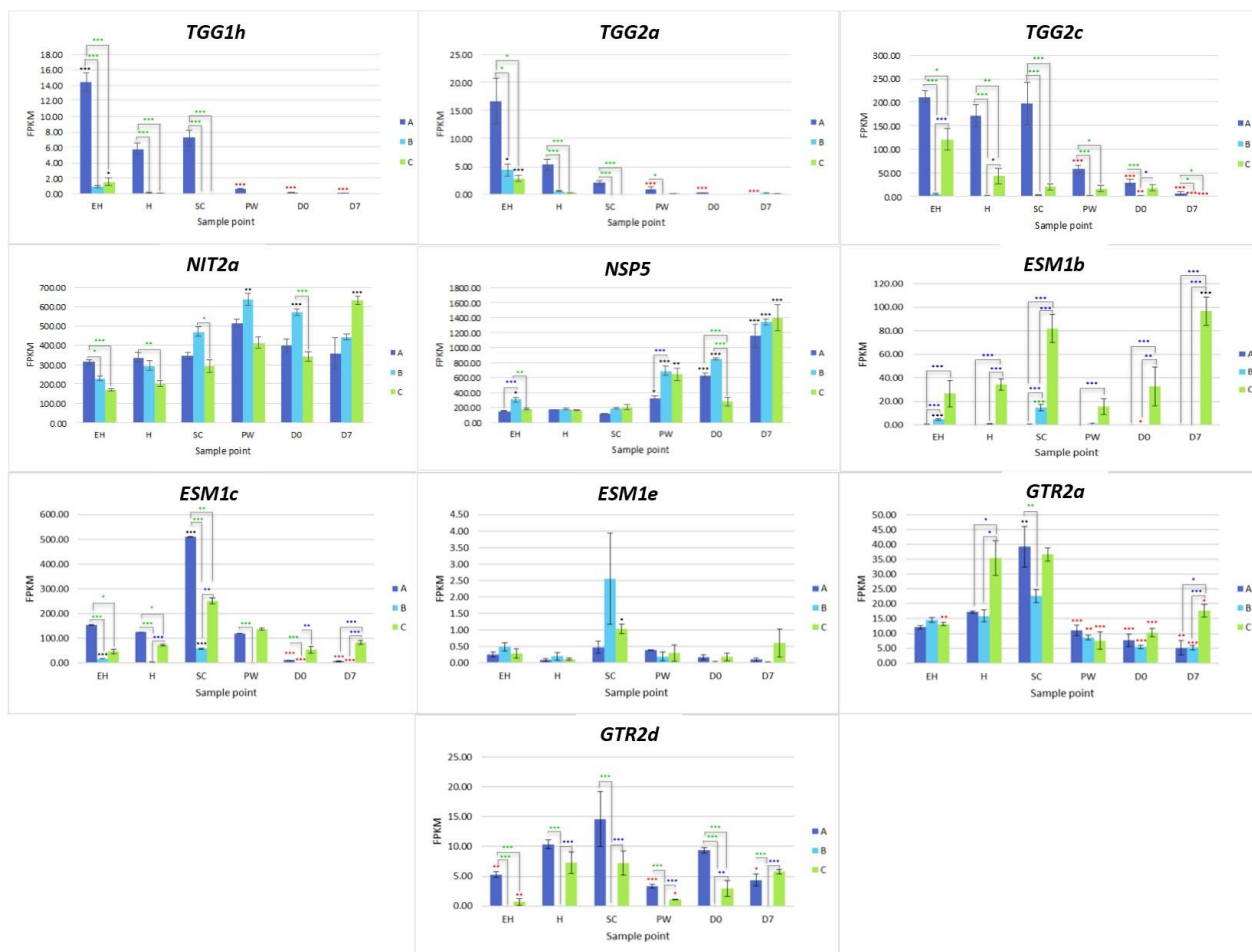 TGG1h
18.00
16.00
14.00
12.00
10.00
8.00
6.00
4.00
2.00
0.00
FPKM
EH H SC PW D0 D7
Sample point
A
B
C
TGG2a
25.00
20.00
15.00
10.00
5.00
0.00
FPKM
EH H SC PW D0 D7
Sample point
A
B
C
TGG2c
300.00
250.00
200.00
150.00
100.00
50.00
0.00
FPKM
EH H SC PW D0 D7
Sample point
A
B
C
NIT2a
700.00
600.00
500.00
400.00
300.00
200.00
100.00
0.00
FPKM
EH H SC PW D0 D7
Sample point
A
B
C
NSP5
1800.00
1600.00
1400.00
1200.00
1000.00
800.00
6000.00
400.00
200.00
0.00
FPKM
EH H SC PW D0 D7
Sample point
A
B
C
ESM1b
120.00
100.00
80.00
60.00
40.00
20.00
0.00
FPKM
EH H SC PW D0 D7
Sample point
A
B
C
ESM1c
600.00
500.00
400.00
300.00
200.00
100.00
0.00
FPKM
EH H SC PW D0 D7
Sample point
A
B
C
ESM1e
4.50
4.00
3.50
3.00
2.50
2.00
1.50
1.00
0.50
0.00
FPKM
EH H SC PW D0 D7
Sample point
A
B
C
GTR2a
50.00
45.00
40.00
35.00
30.00
25.00
20.00
15.00
10.00
5.00
0.00
FPKM
EH H SC PW D0 D7
Sample point
A
B
C
GTR2d
25.00
20.00
15.00
10.00
5.00
0.00
FPKM
EH H SC PW D0 D7
Sample point
A
B
C